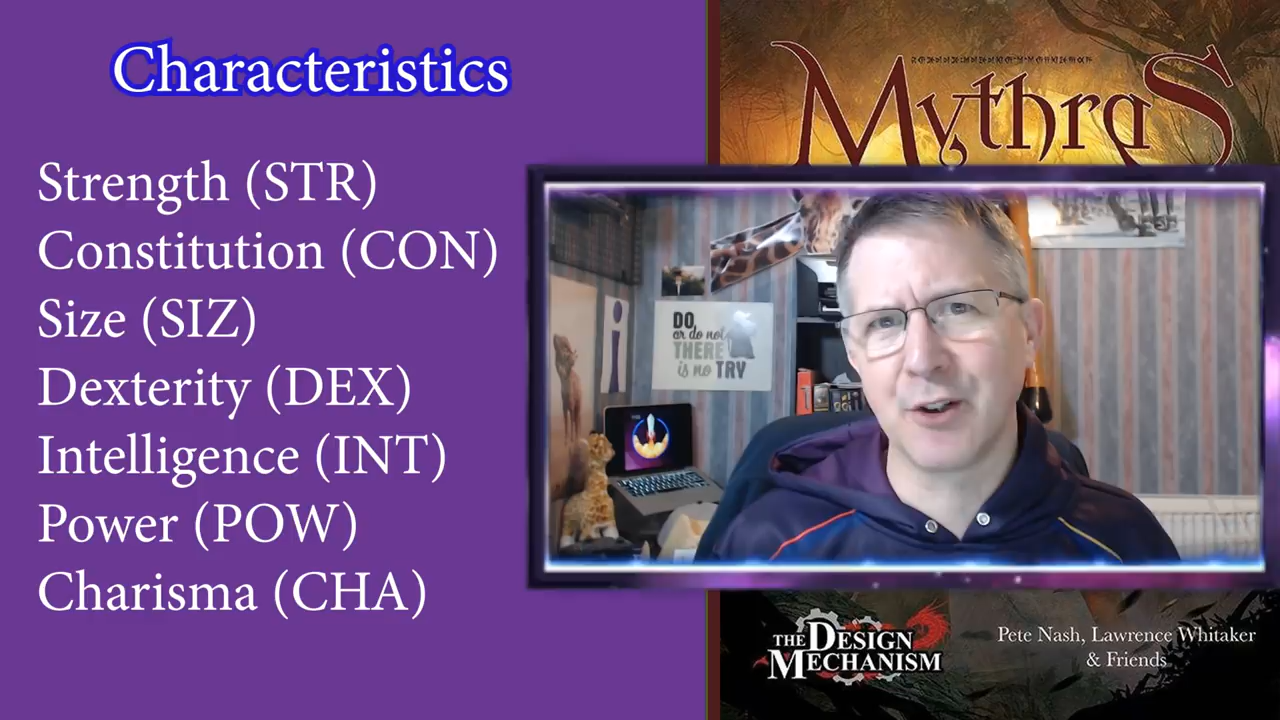 Characteristics
Strength (STR)
Constitution (CON)
Size (SIZ)
Dexterity (DEX)
Intelligence (INT)
Power (POW)
Charisma (CHA)
Mythras
DO
or do not
THERE
is no TRY
i
THE DESIGN
MECHANISM
Pete Nash, Lawrence Whitaker
& Friends